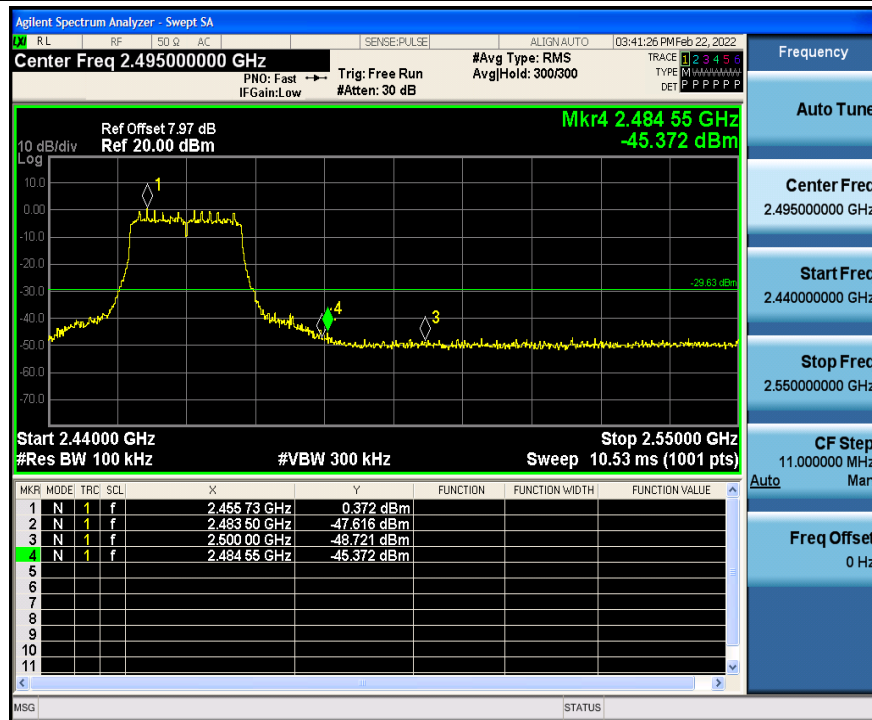 Agilent Spectrum Analyzer - Swept SA
LXI RL RF 50 Ω AC SENSE:PULSE ALIGN AUTO 03:41:26 PM Feb 22, 2022
Center Freq 2.495000000 GHz
PNO: Fast
IFGain:Low
Trig: Free Run
#Atten: 30 dB
#Avg Type: RMS
Avg|Hold: 300/300
TRACE 1 2 3 4 5 6
TYPE M
DET P P P P P P
Mkr4 2.484 55 GHz
-45.372 dBm
Ref Offset 7.97 dB
10 dB/div Ref 20.00 dBm
Log
10.0
0.00
-10.0
-20.0
-30.0
-40.0
-50.0
-60.0
-70.0
1
4
3
-29.63 dBm
Start 2.44000 GHz Stop 2.55000 GHz
#Res BW 100 kHz #VBW 300 kHz Sweep 10.53 ms (1001 pts)
MKR MODE TRC SCL X Y FUNCTION FUNCTION WIDTH FUNCTION VALUE
1 N 1 f 2.455 73 GHz 0.372 dBm
2 N 1 f 2.483 50 GHz -47.616 dBm
3 N 1 f 2.500 00 GHz -48.721 dBm
4 N 1 f 2.484 55 GHz -45.372 dBm
5
6
7
8
9
10
11
MSG STATUS
Frequency
Auto Tune
Center Freq
2.495000000 GHz
Start Freq
2.440000000 GHz
Stop Freq
2.550000000 GHz
CF Step
11.000000 MHz
Auto Man
Freq Offset
0 Hz